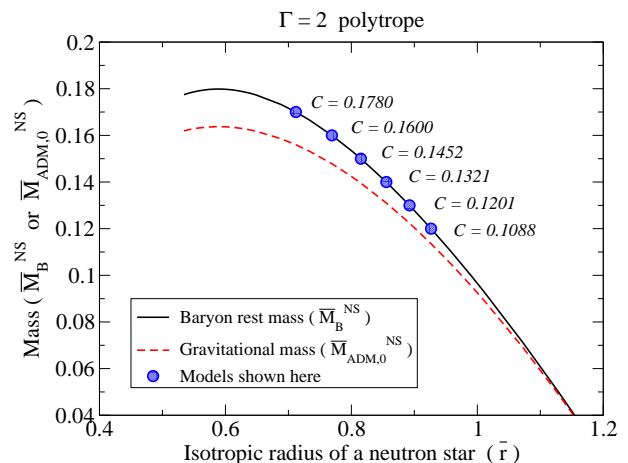 Γ = 2 polytrope
Mass ( M̅_B^NS or M̅_ADM,0^NS )
0.2
0.18
0.16
0.14
0.12
0.1
0.08
0.06
0.04
C = 0.1780
C = 0.1600
C = 0.1452
C = 0.1321
C = 0.1201
C = 0.1088
Baryon rest mass ( M̅_B^NS )
Gravitational mass ( M̅_ADM,0^NS )
Models shown here
0.4 0.6 0.8 1 1.2
Isotropic radius of a neutron star ( r̅ )